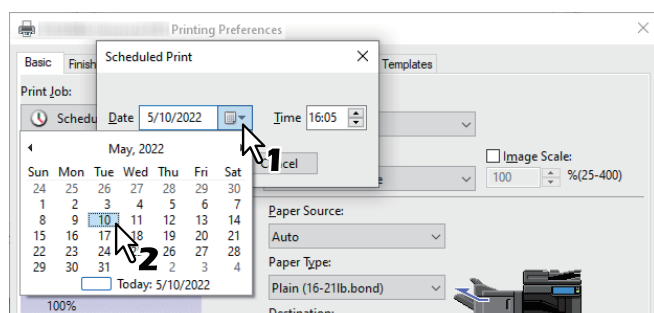 Printing Preferences
Basic Finish Templates
Scheduled Print
Print Job:
Schedu
Date 5/10/2022 Time 16:05
1
May, 2022
Sun Mon Tue Wed Thu Fri Sat
24 25 26 27 28 29 30
1 2 3 4 5 6 7
8 9 10 11 12 13 14
15 16 17 18 19 20 21
22 23 24 26 27 28
29 30 31 2 3 4
2
Today: 5/10/2022
Image Scale:
100 %(25-400)
Paper Source:
Auto
Paper Type:
Plain (16-21lb.bond)
100%